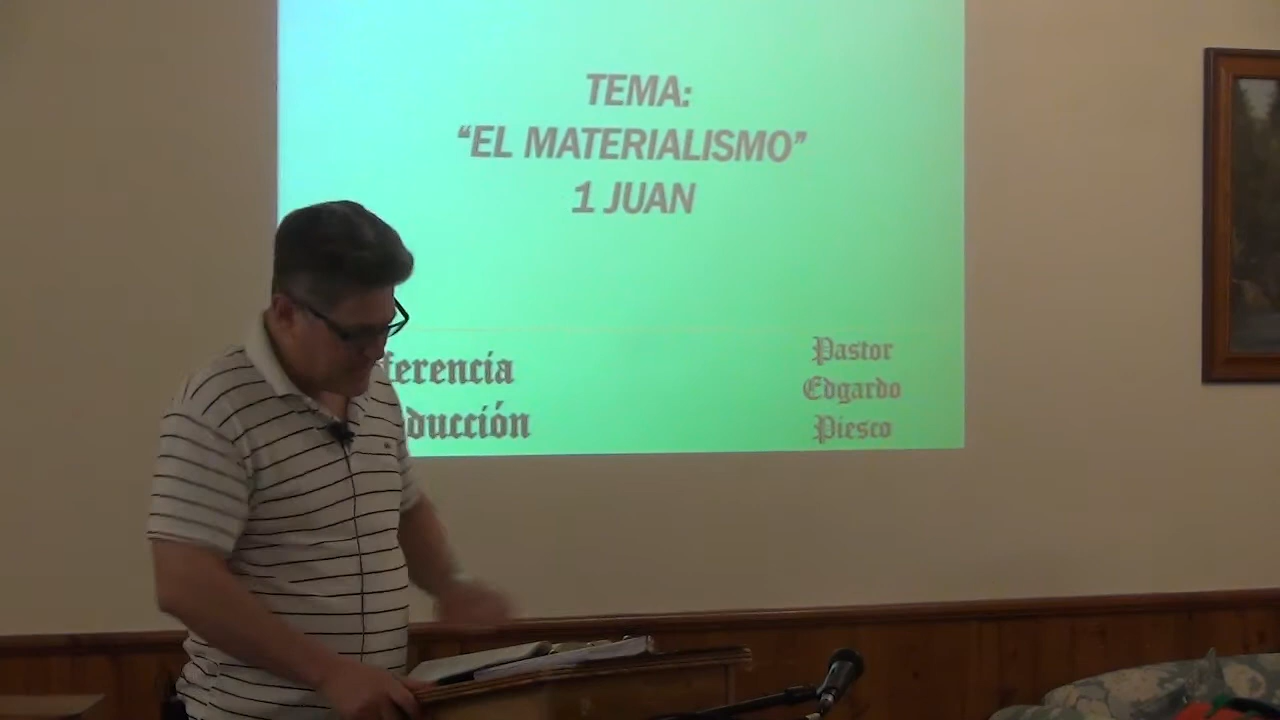 TEMA:
“EL MATERIALISMO”
1 JUAN
ferencia
ducción
Pastor
Edgardo
Piesco